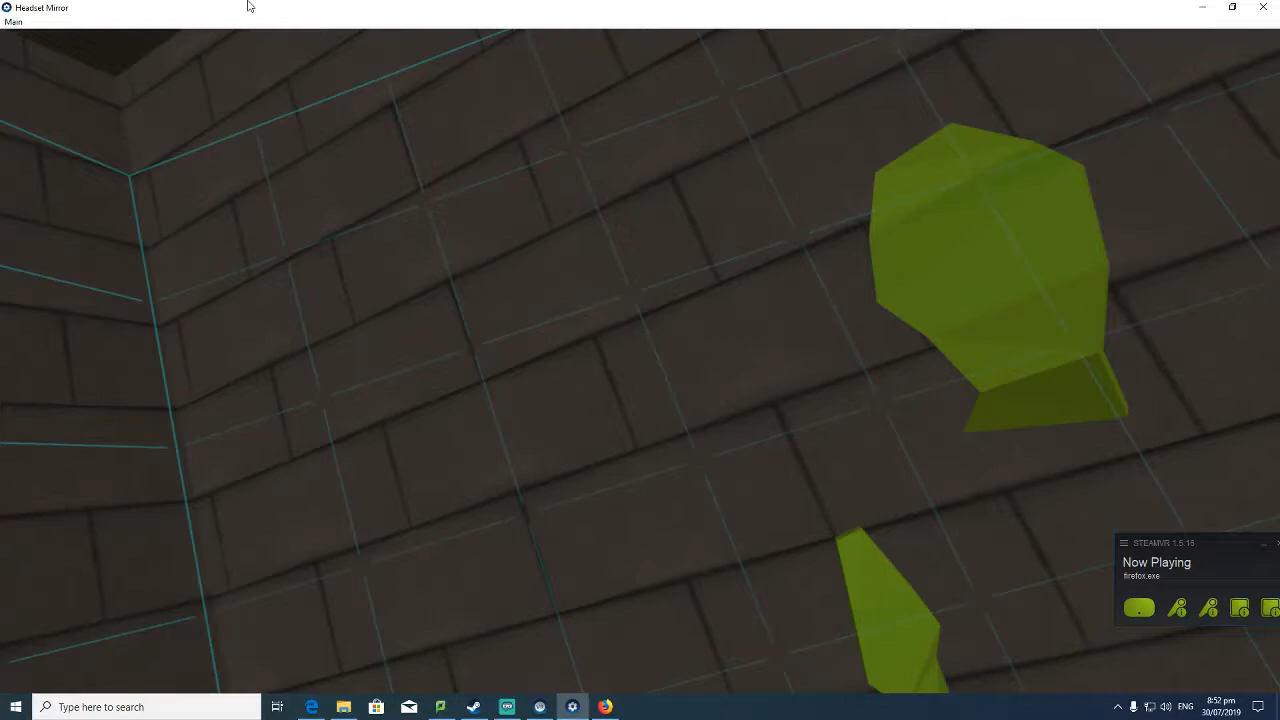 Headset Mirror
Main
STEAMVR 1.5.16
Now Playing
firefox.exe
Type here to search
ENG
8:52 pm
30/07/2019